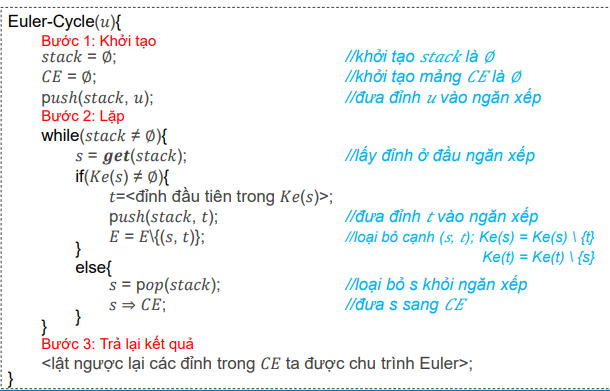 Euler-Cycle(u){
Bước 1: Khởi tạo
stack = ∅; //khởi tạo stack là ∅
CE = ∅; //khởi tạo mảng CE là ∅
push(stack, u); //đưa đỉnh u vào ngăn xếp
Bước 2: Lặp
while(stack ≠ ∅){
s = get(stack); //lấy đỉnh ở đầu ngăn xếp
if(Ke(s) ≠ ∅){
t=<đỉnh đầu tiên trong Ke(s)>;
push(stack, t); //đưa đỉnh t vào ngăn xếp
E = E\{(s, t)}; //loại bỏ cạnh (s, t); Ke(s) = Ke(s) \ {t}
Ke(t) = Ke(t) \ {s}
}
else{
s = pop(stack); //loại bỏ s khỏi ngăn xếp
s ⇒ CE; //đưa s sang CE
}
}
Bước 3: Trả lại kết quả
<lật ngược lại các đỉnh trong CE ta được chu trình Euler>;
}